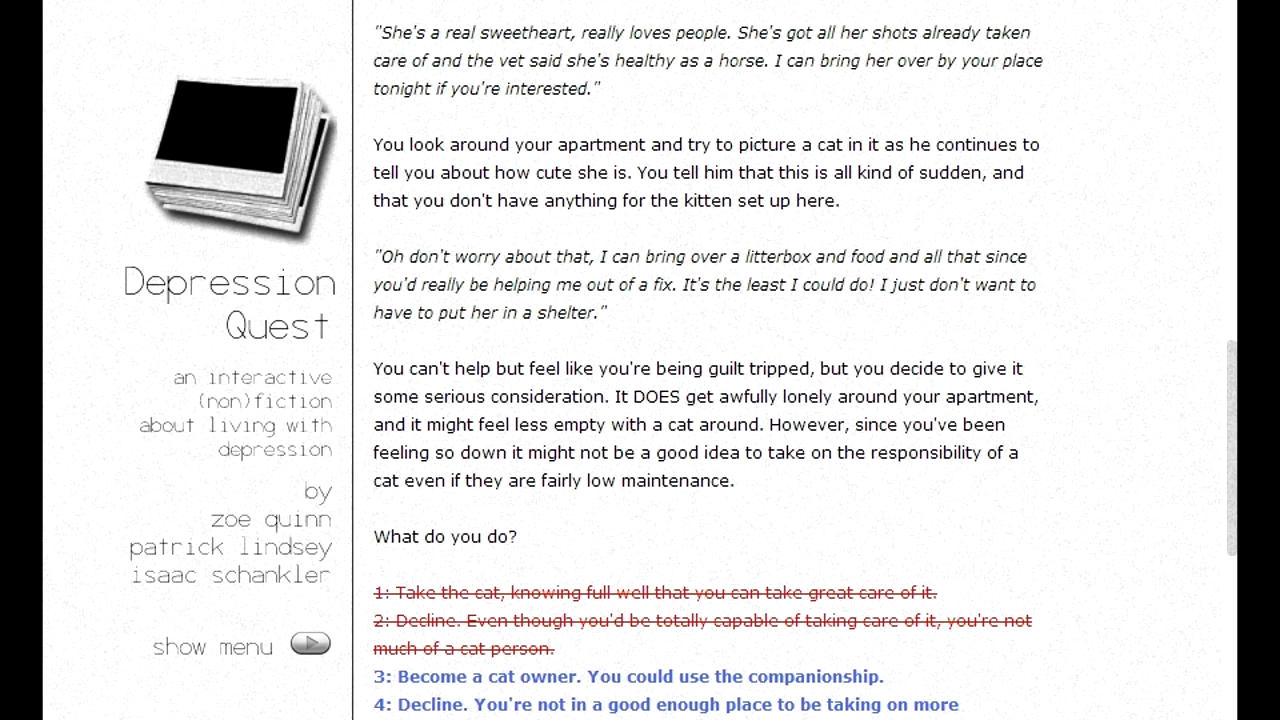 Depression
Quest
an interactive
(non)fiction
about living with
depression
by
zoe quinn
patrick lindsey
isaac schankler
show menu
"She's a real sweetheart, really loves people. She's got all her shots already taken
care of and the vet said she's healthy as a horse. I can bring her over by your place
tonight if you're interested."
You look around your apartment and try to picture a cat in it as he continues to
tell you about how cute she is. You tell him that this is all kind of sudden, and
that you don't have anything for the kitten set up here.
"Oh don't worry about that, I can bring over a litterbox and food and all that since
you'd really be helping me out of a fix. It's the least I could do! I just don't want to
have to put her in a shelter."
You can't help but feel like you're being guilt tripped, but you decide to give it
some serious consideration. It DOES get awfully lonely around your apartment,
and it might feel less empty with a cat around. However, since you've been
feeling so down it might not be a good idea to take on the responsibility of a
cat even if they are fairly low maintenance.
What do you do?
1: Take the cat, knowing full well that you can take great care of it.
2: Decline. Even though you'd be totally capable of taking care of it, you're not
much of a cat person.
3: Become a cat owner. You could use the companionship.
4: Decline. You're not in a good enough place to be taking on more